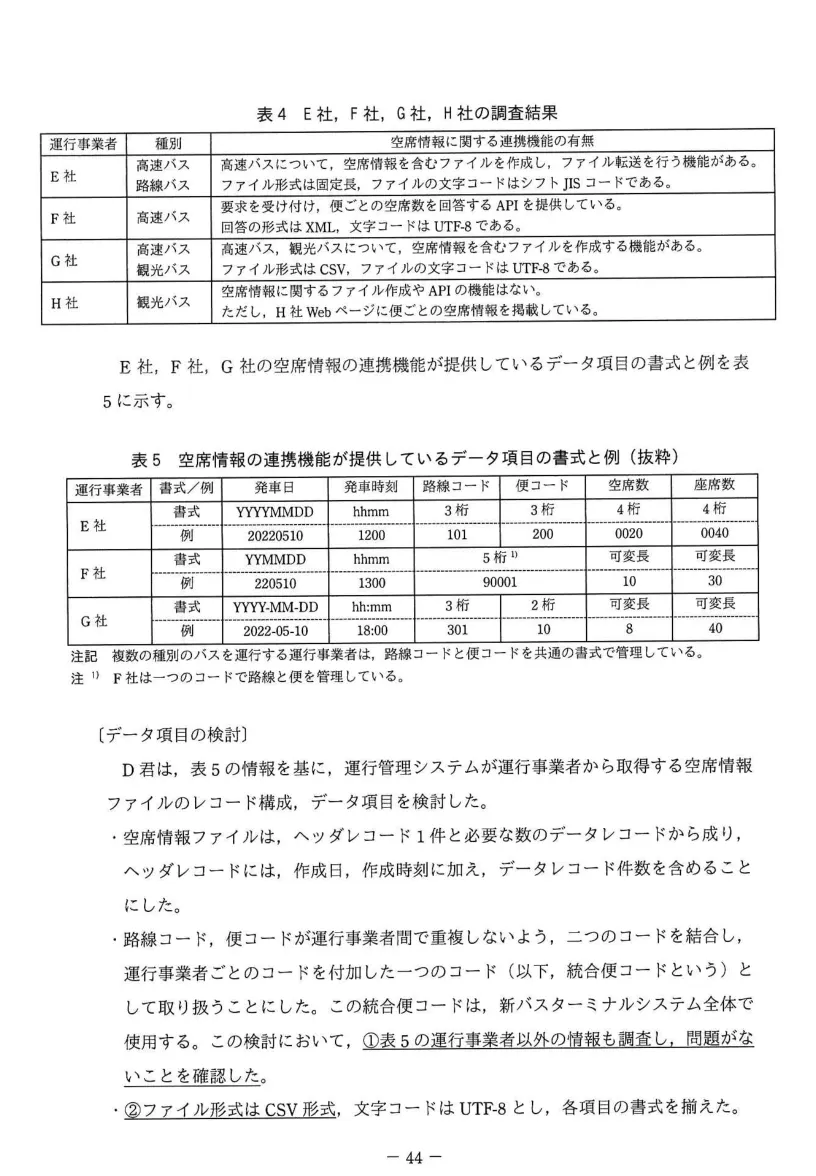 表4 E社，F社，G社，H社の調査結果
運行事業者 種別 空席情報に関する連携機能の有無
E社 高速バス 路線バス 高速バスについて，空席情報を含むファイルを作成し，ファイル転送を行う機能がある。
ファイル形式は固定長，ファイルの文字コードはシフト JIS コードである。
F社 高速バス 要求を受け付け，便ごとの空席数を回答する API を提供している。
回答の形式は XML，文字コードは UTF-8 である。
G社 高速バス 観光バス 高速バス，観光バスについて，空席情報を含むファイルを作成する機能がある。
ファイル形式は CSV，ファイルの文字コードは UTF-8 である。
H社 観光バス 空席情報に関するファイル作成や API の機能はない。
ただし，H 社 Web ページに便ごとの空席情報を掲載している。
E 社，F 社，G 社の空席情報の連携機能が提供しているデータ項目の書式と例を表
5 に示す。
表5 空席情報の連携機能が提供しているデータ項目の書式と例（抜粋）
運行事業者 書式／例 発車日 発車時刻 路線コード 便コード 空席数 座席数
E社 書式 YYYYMMDD hhmm 3桁 3桁 4桁 4桁
例 20220510 1200 101 200 0020 0040
F社 書式 YYMMDD hhmm 5桁 1) 可変長 可変長
例 220510 1300 90001 10 30
G社 書式 YYYY-MM-DD hh:mm 3桁 2桁 可変長 可変長
例 2022-05-10 18:00 301 10 8 40
注記 複数の種別のバスを運行する運行事業者は，路線コードと便コードを共通の書式で管理している。
注 1) F 社は一つのコードで路線と便を管理している。
〔データ項目の検討〕
D 君は，表 5 の情報を基に，運行管理システムが運行事業者から取得する空席情報
ファイルのレコード構成，データ項目を検討した。
・空席情報ファイルは，ヘッダレコード 1 件と必要な数のデータレコードから成り，
ヘッダレコードには，作成日，作成時刻に加え，データレコード件数を含めること
にした。
・路線コード，便コードが運行事業者間で重複しないよう，二つのコードを結合し，
運行事業者ごとのコードを付加した一つのコード（以下，統合便コードという）と
して取り扱うことにした。この統合便コードは，新バスターミナルシステム全体で
使用する。この検討において，①表 5 の運行事業者以外の情報も調査し，問題がな
いことを確認した。
・②ファイル形式は CSV 形式，文字コードは UTF-8 とし，各項目の書式を揃えた。
− 44 −